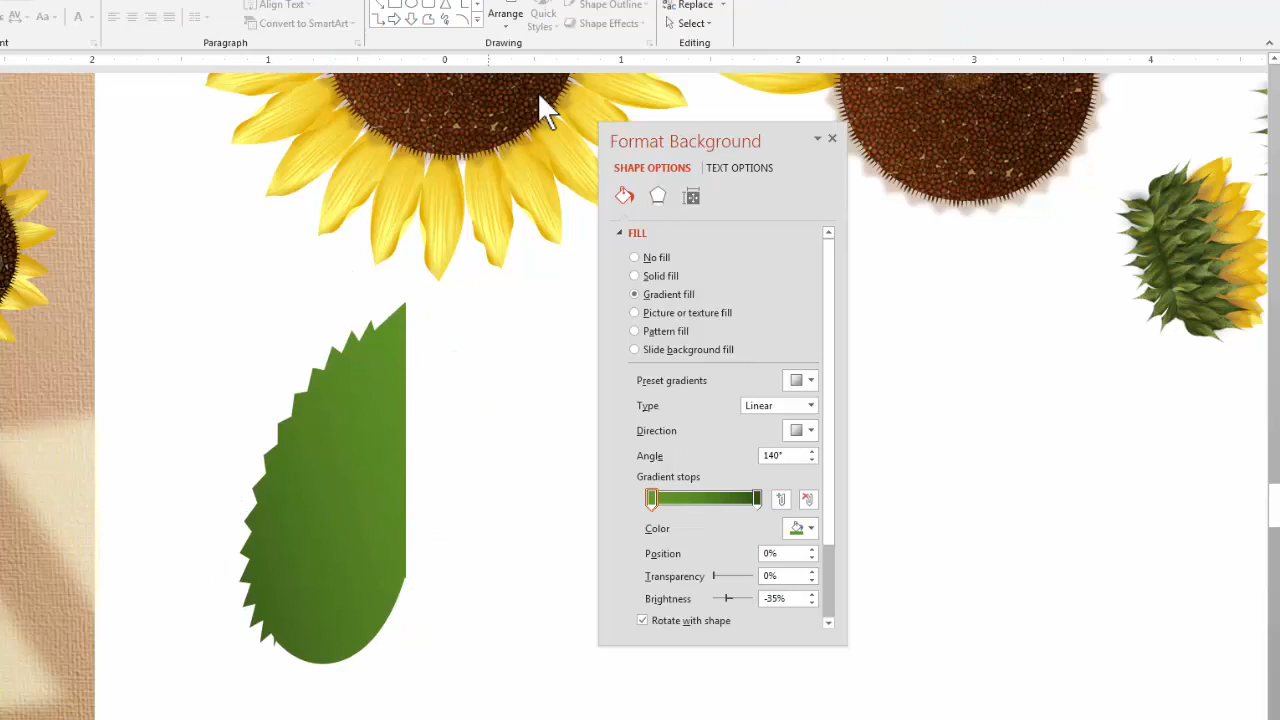 Align Text
Convert to SmartArt
Arrange
Quick Styles
Shape Outline
Shape Effects
Replace
Select
Aa
A
Paragraph
Drawing
Editing
2 1 0 1 2 3 4
Format Background
SHAPE OPTIONS TEXT OPTIONS
FILL
No fill
Solid fill
Gradient fill
Picture or texture fill
Pattern fill
Slide background fill
Preset gradients
Type Linear
Direction
Angle 140°
Gradient stops
Color
Position 0%
Transparency 0%
Brightness -35%
Rotate with shape